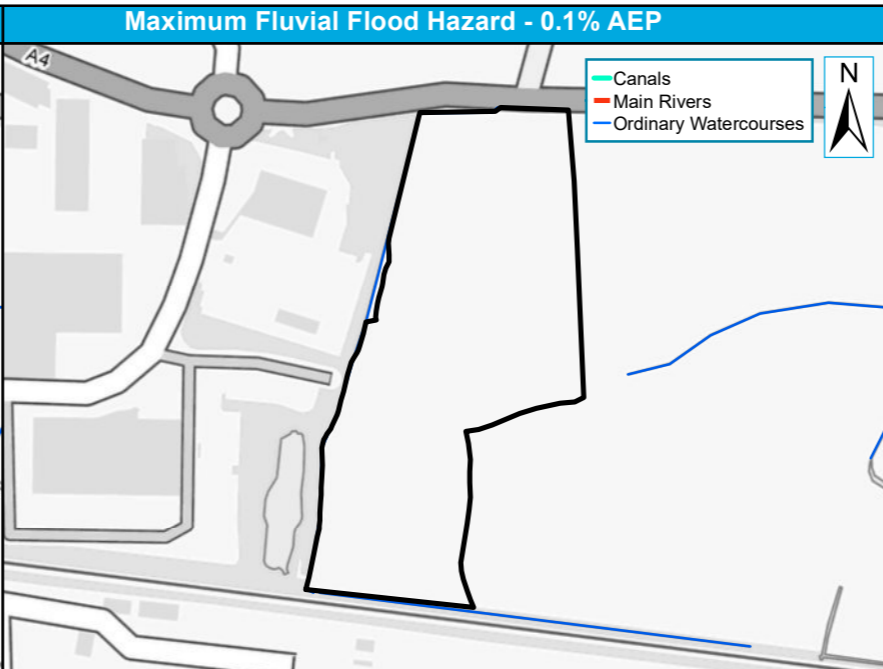 Maximum Fluvial Flood Hazard - 0.1% AEP
A4
Canals
Main Rivers
Ordinary Watercourses
N